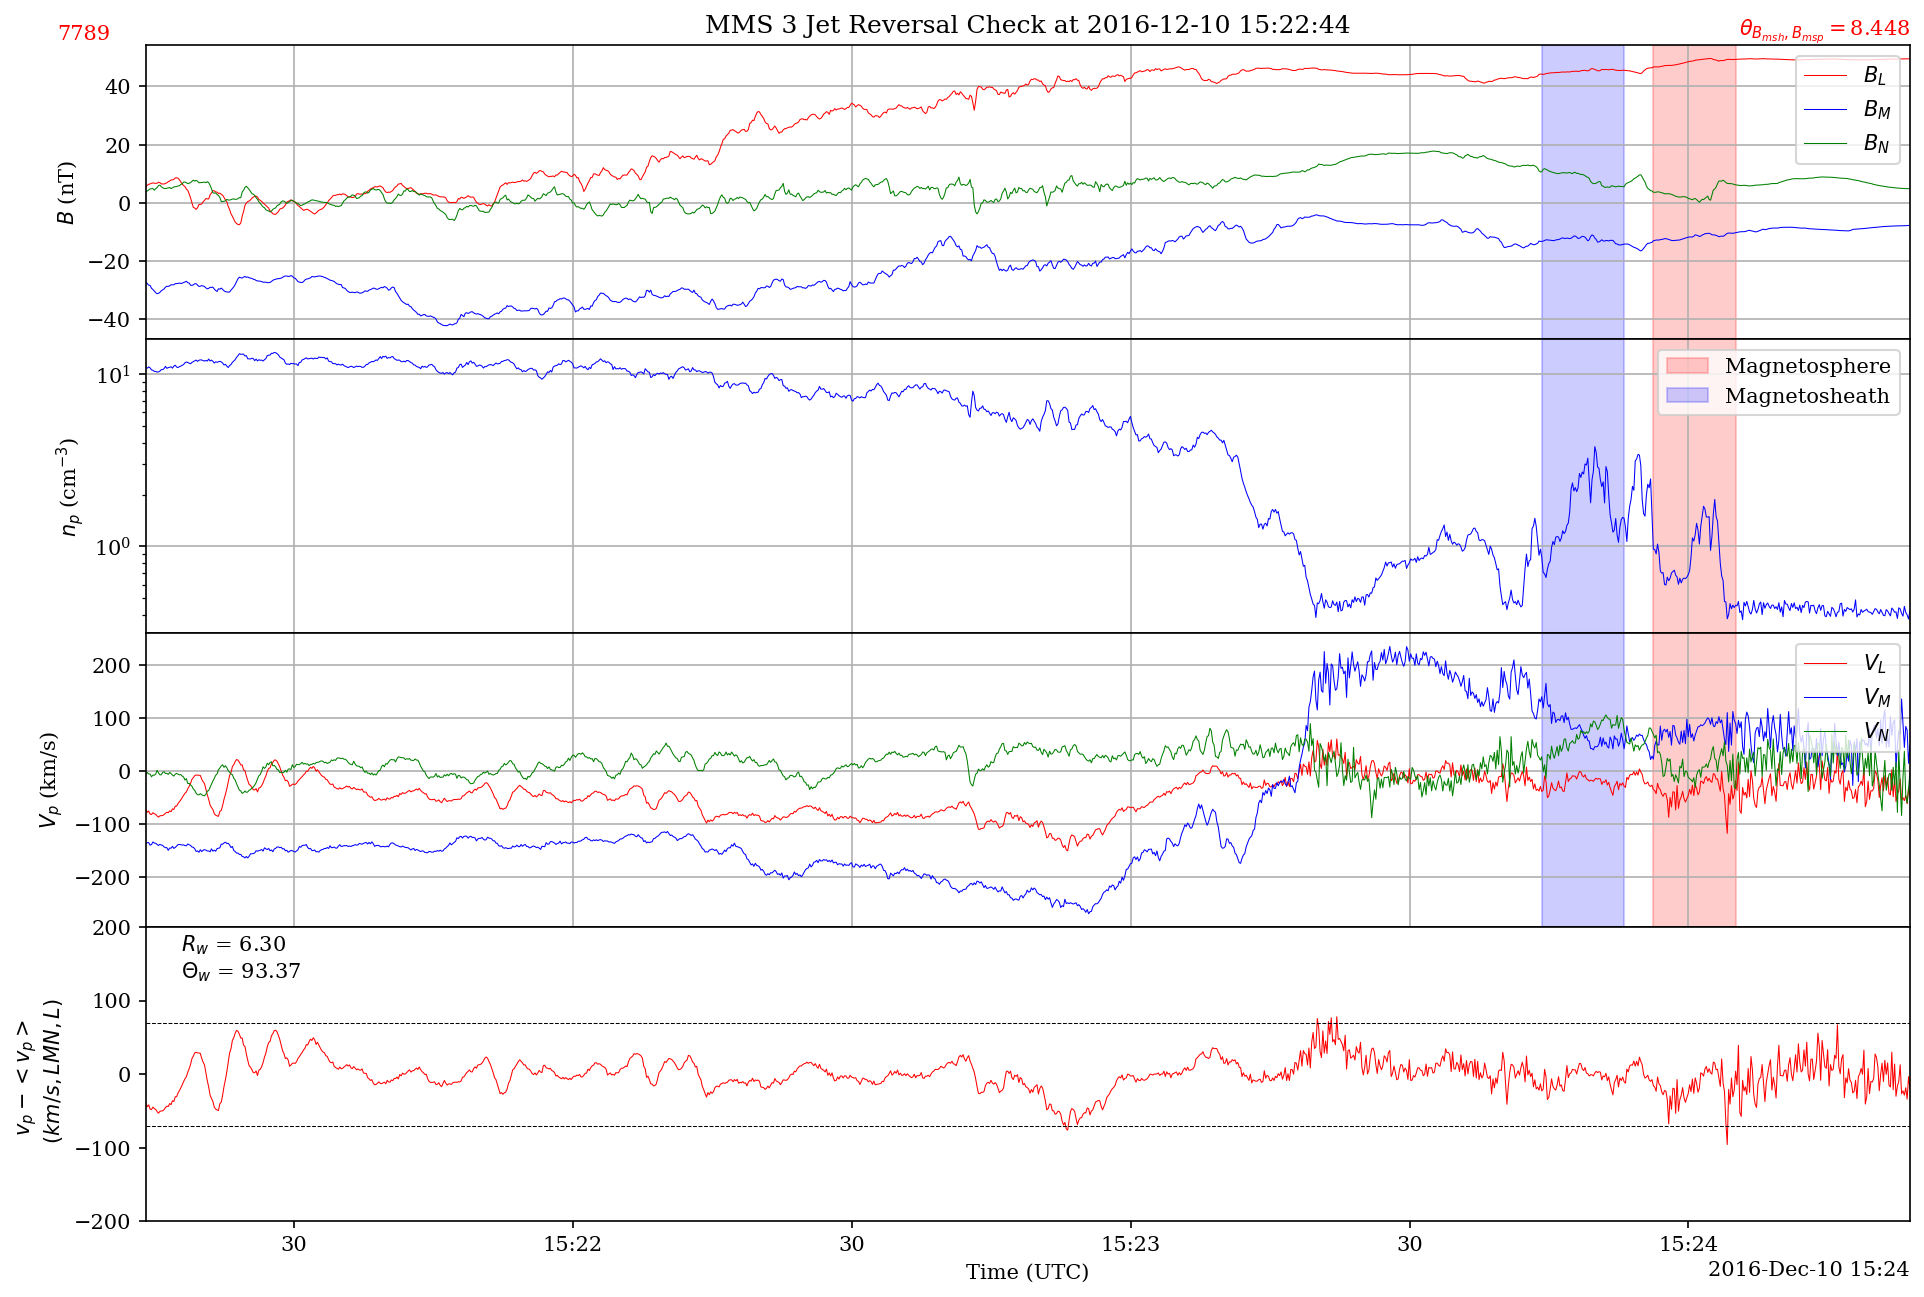 MMS 3 Jet Reversal Check at 2016-12-10 15:22:44
7789
θ_{B_{msh}, B_{msp}} = 8.448
40
20
0
−20
−40
B (nT)
B_L
B_M
B_N
10^1
10^0
n_p (cm^{−3})
Magnetosphere
Magnetosheath
200
100
0
−100
−200
V_p (km/s)
V_L
V_M
V_N
200
100
0
−100
−200
v_p − <v_p>
(km/s, LMN, L)
R_w = 6.30
Θ_w = 93.37
30
15:22
30
15:23
30
15:24
Time (UTC)
2016-Dec-10 15:24